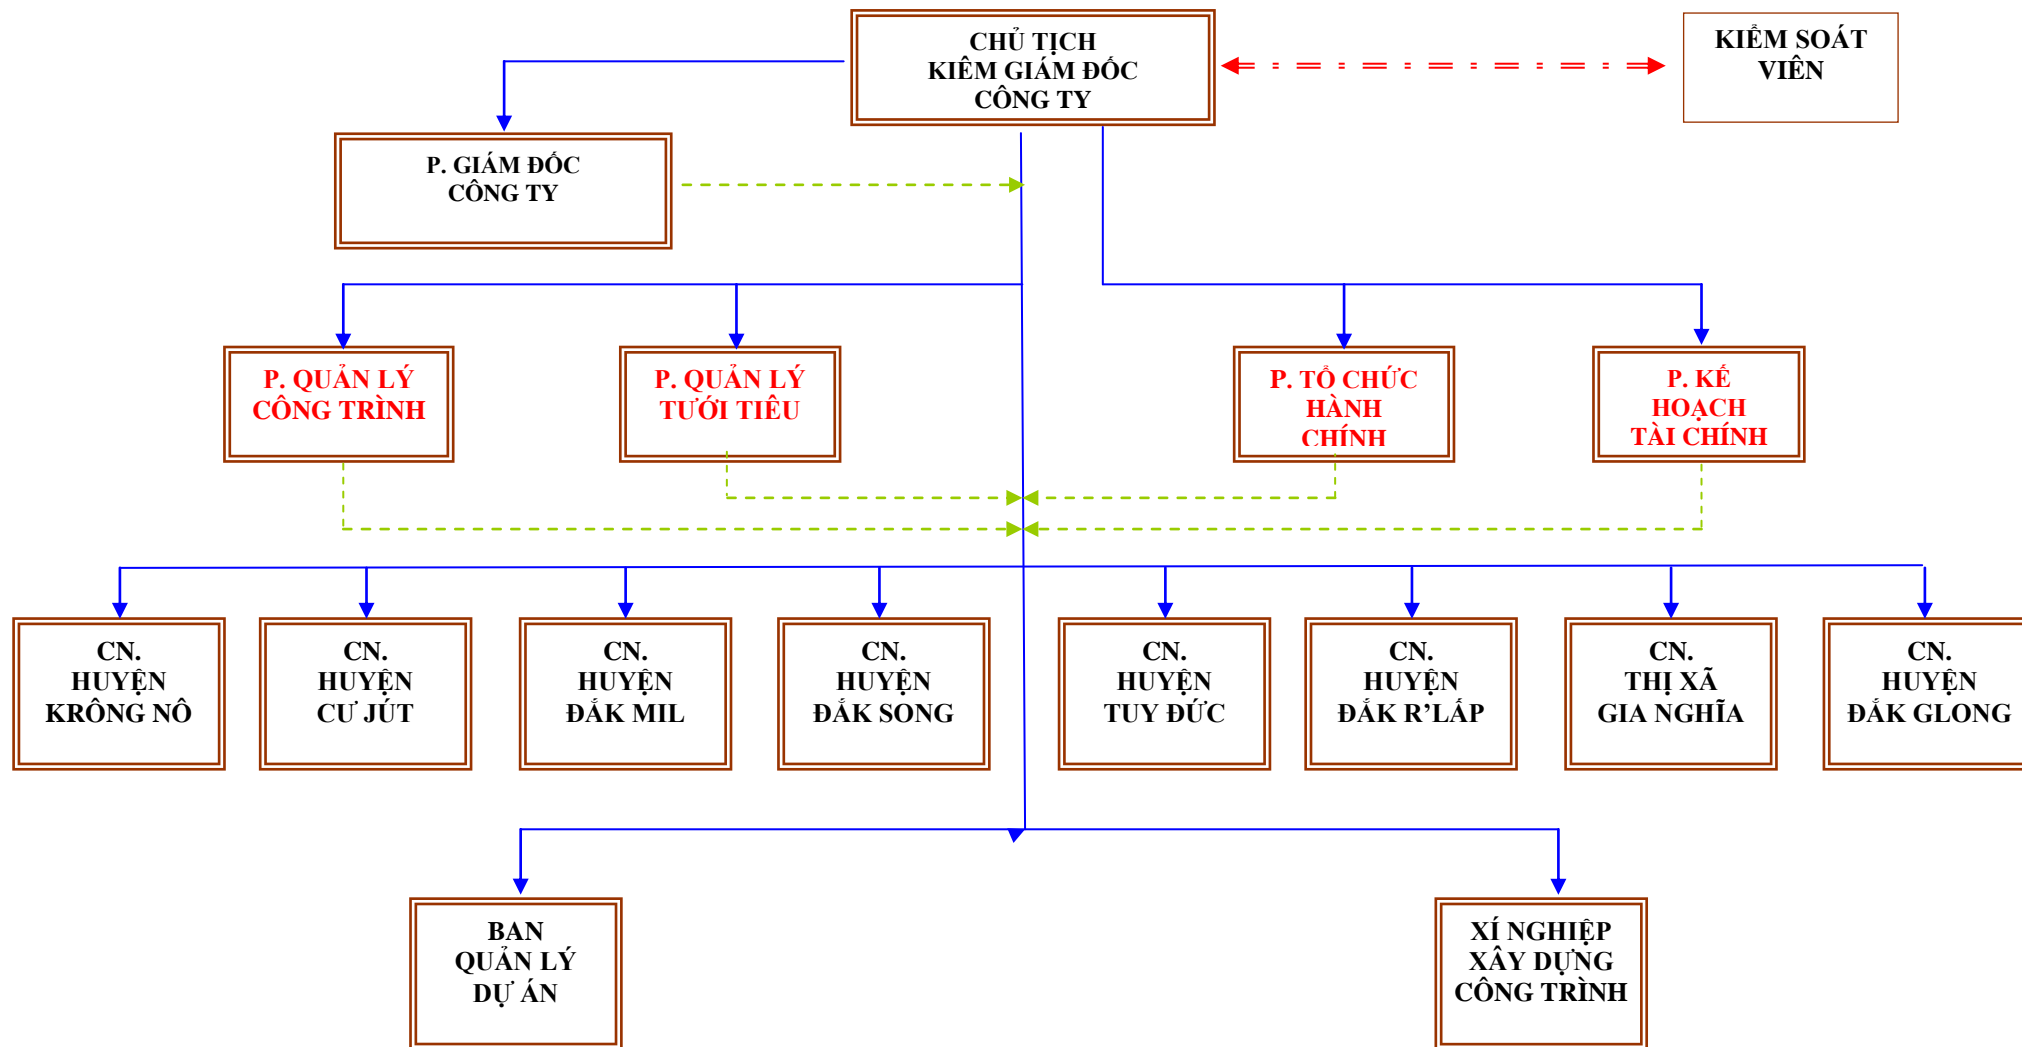 CHỦ TỊCH
KIÊM GIÁM ĐỐC
CÔNG TY
KIỂM SOÁT
VIÊN
P. GIÁM ĐỐC
CÔNG TY
P. QUẢN LÝ
CÔNG TRÌNH
P. QUẢN LÝ
TƯỚI TIÊU
P. TỔ CHỨC
HÀNH
CHÍNH
P. KẾ
HOẠCH
TÀI CHÍNH
CN.
HUYỆN
KRÔNG NÔ
CN.
HUYỆN
CƯ JÚT
CN.
HUYỆN
ĐẮK MIL
CN.
HUYỆN
ĐẮK SONG
CN.
HUYỆN
TUY ĐỨC
CN.
HUYỆN
ĐẮK R’LẤP
CN.
THỊ XÃ
GIA NGHĨA
CN.
HUYỆN
ĐẮK GLONG
BAN
QUẢN LÝ
DỰ ÁN
XÍ NGHIỆP
XÂY DỰNG
CÔNG TRÌNH